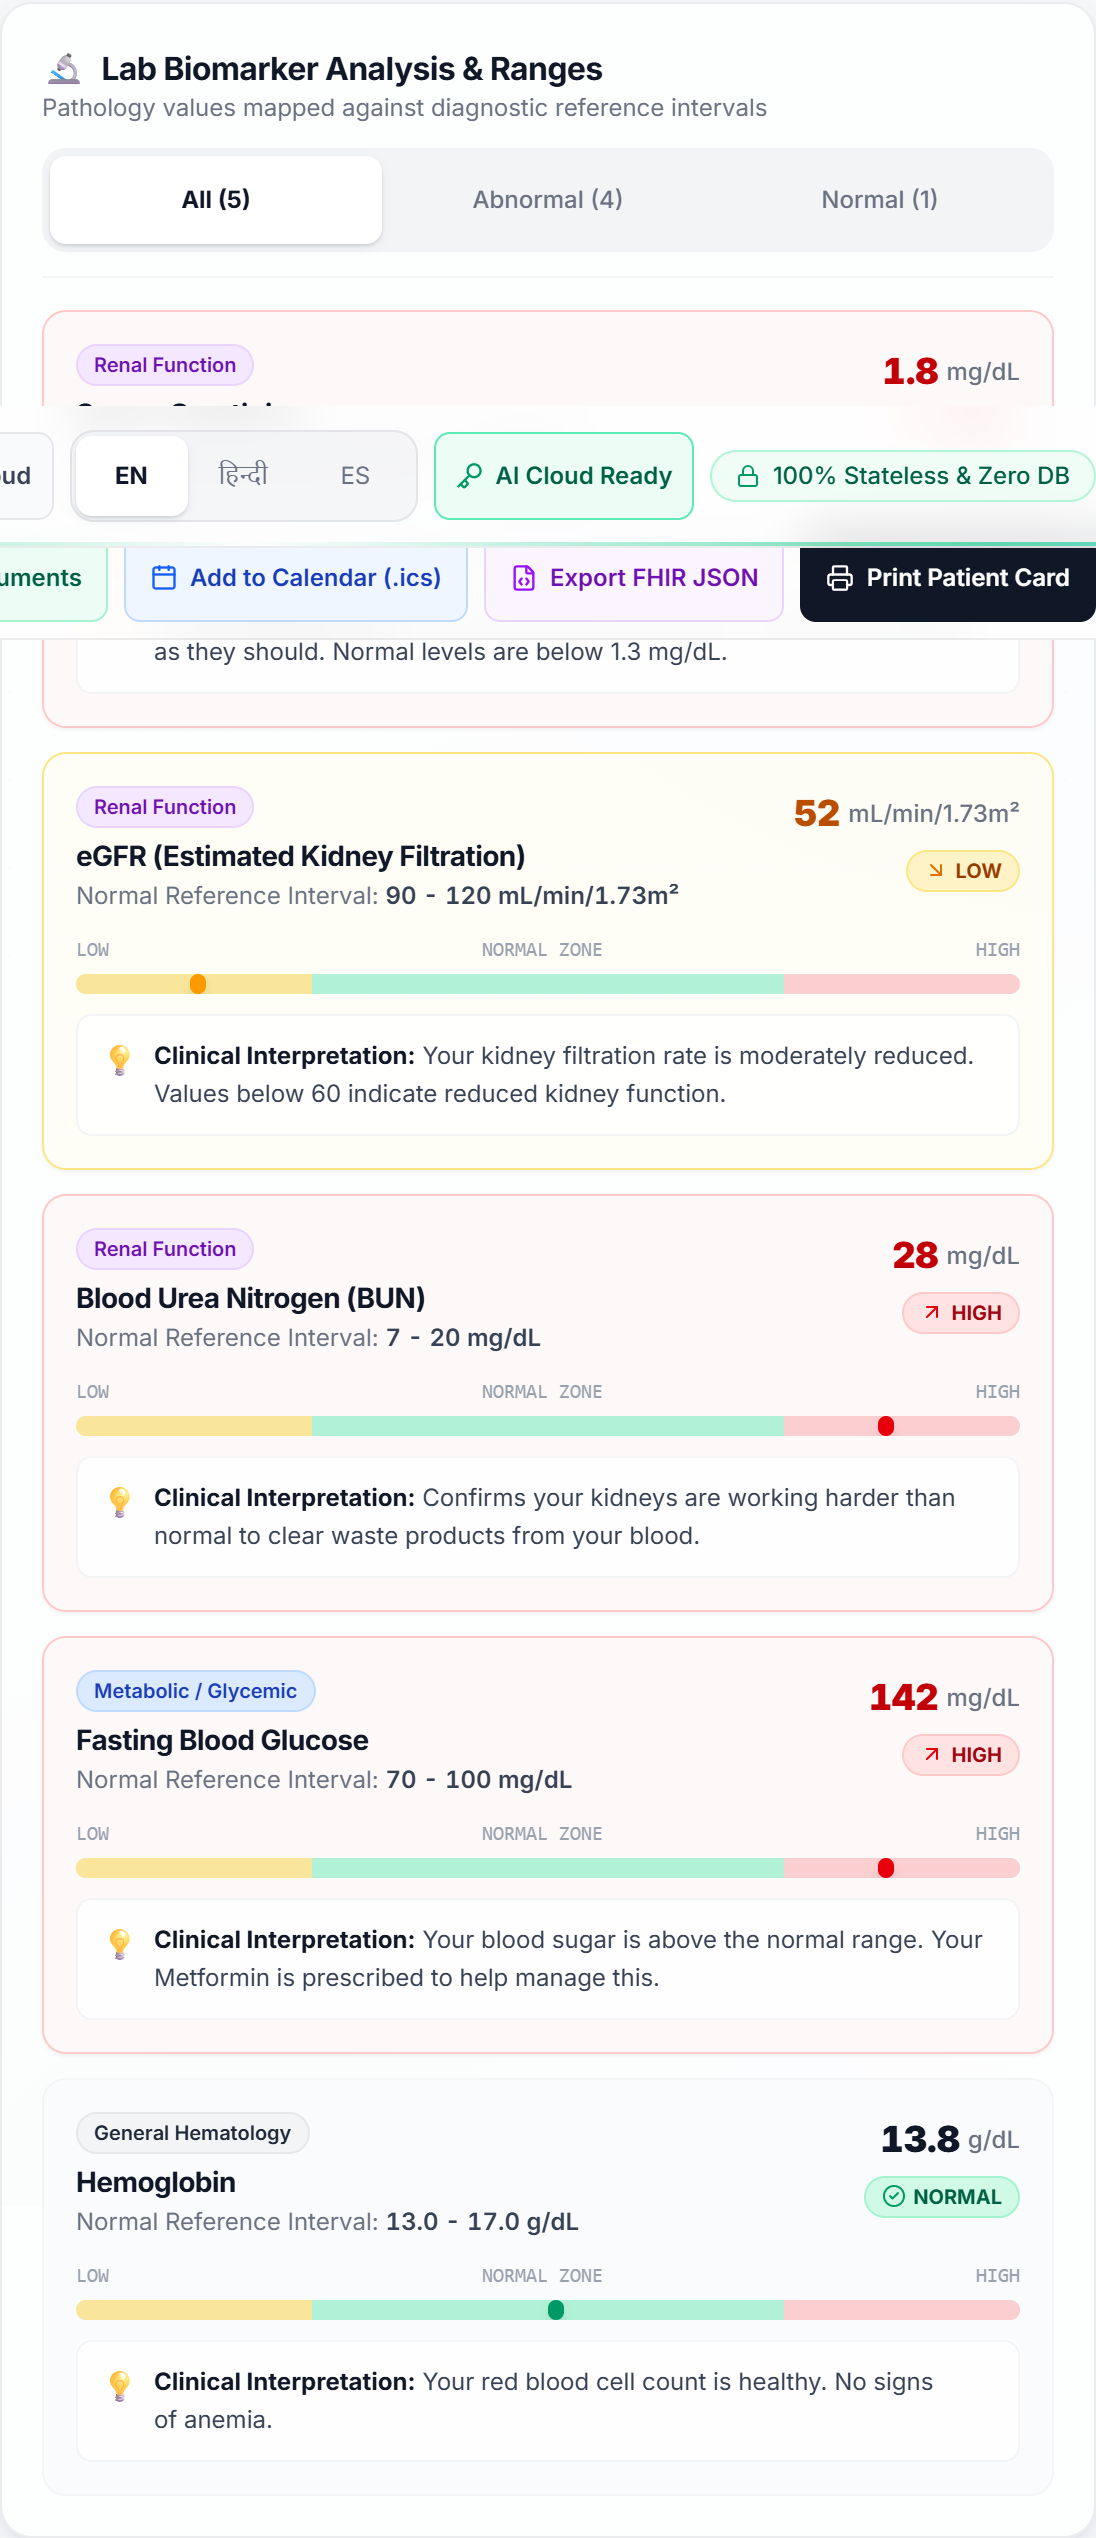 Lab Biomarker Analysis & Ranges
Pathology values mapped against diagnostic reference intervals
All (5)
Abnormal (4)
Normal (1)
Renal Function
1.8 mg/dL
EN
हिन्दी
ES
AI Cloud Ready
100% Stateless & Zero DB
Add to Calendar (.ics)
Export FHIR JSON
Print Patient Card
as they should. Normal levels are below 1.3 mg/dL.
Renal Function
52 mL/min/1.73m²
eGFR (Estimated Kidney Filtration)
LOW
Normal Reference Interval: 90 - 120 mL/min/1.73m²
LOW
NORMAL ZONE
HIGH
Clinical Interpretation: Your kidney filtration rate is moderately reduced.
Values below 60 indicate reduced kidney function.
Renal Function
28 mg/dL
Blood Urea Nitrogen (BUN)
HIGH
Normal Reference Interval: 7 - 20 mg/dL
LOW
NORMAL ZONE
HIGH
Clinical Interpretation: Confirms your kidneys are working harder than
normal to clear waste products from your blood.
Metabolic / Glycemic
142 mg/dL
Fasting Blood Glucose
HIGH
Normal Reference Interval: 70 - 100 mg/dL
LOW
NORMAL ZONE
HIGH
Clinical Interpretation: Your blood sugar is above the normal range. Your
Metformin is prescribed to help manage this.
General Hematology
13.8 g/dL
Hemoglobin
NORMAL
Normal Reference Interval: 13.0 - 17.0 g/dL
LOW
NORMAL ZONE
HIGH
Clinical Interpretation: Your red blood cell count is healthy. No signs
of anemia.